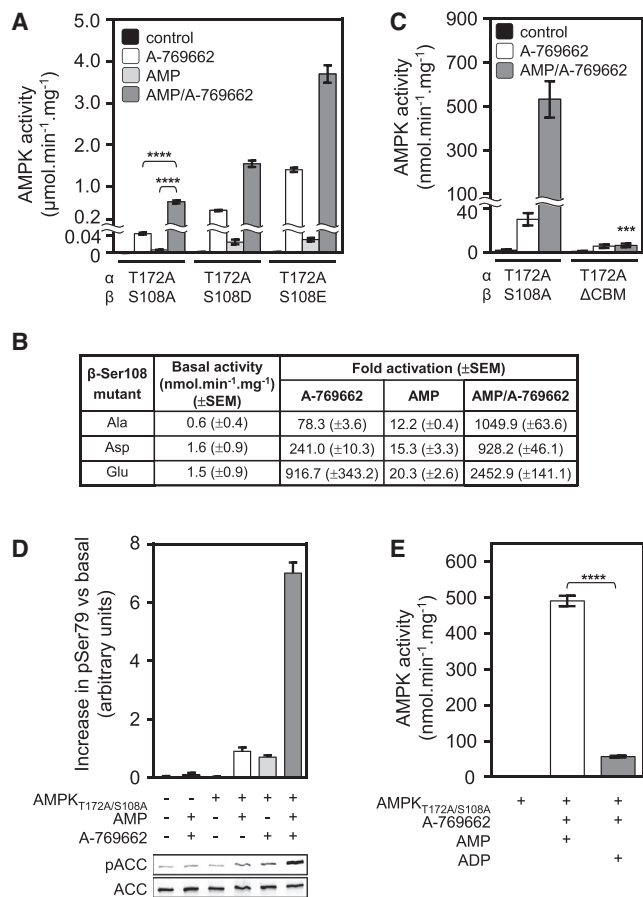 A
AMPK activity
(μmol.min-1.mg-1)
5.0
4.0
3.0
2.0
1.0
0.2
0.04
0
control
A-769662
AMP
AMP/A-769662
****
****
α T172A T172A T172A
β S108A S108D S108E
C
AMPK activity
(nmol.min-1.mg-1)
900
700
500
300
100
40
0
control
A-769662
AMP/A-769662
***
α T172A T172A
β S108A ΔCBM
B
β-Ser108 mutant
Basal activity (nmol.min-1.mg-1) (±SEM)
Fold activation (±SEM)
A-769662 AMP AMP/A-769662
Ala 0.6 (±0.4) 78.3 (±3.6) 12.2 (±0.4) 1049.9 (±63.6)
Asp 1.6 (±0.9) 241.0 (±10.3) 15.3 (±3.3) 928.2 (±46.1)
Glu 1.5 (±0.9) 916.7 (±343.2) 20.3 (±2.6) 2452.9 (±141.1)
D
Increase in pSer79 vs basal
(arbitrary units)
8
6
4
2
0
- - + + + + AMPKT172A/S108A
- + - + - + AMP
- + - - + + A-769662
pACC
ACC
E
AMPK activity
(nmol.min-1.mg-1)
600
500
400
300
200
100
0
****
AMPKT172A/S108A + + +
A-769662 + +
AMP +
ADP +